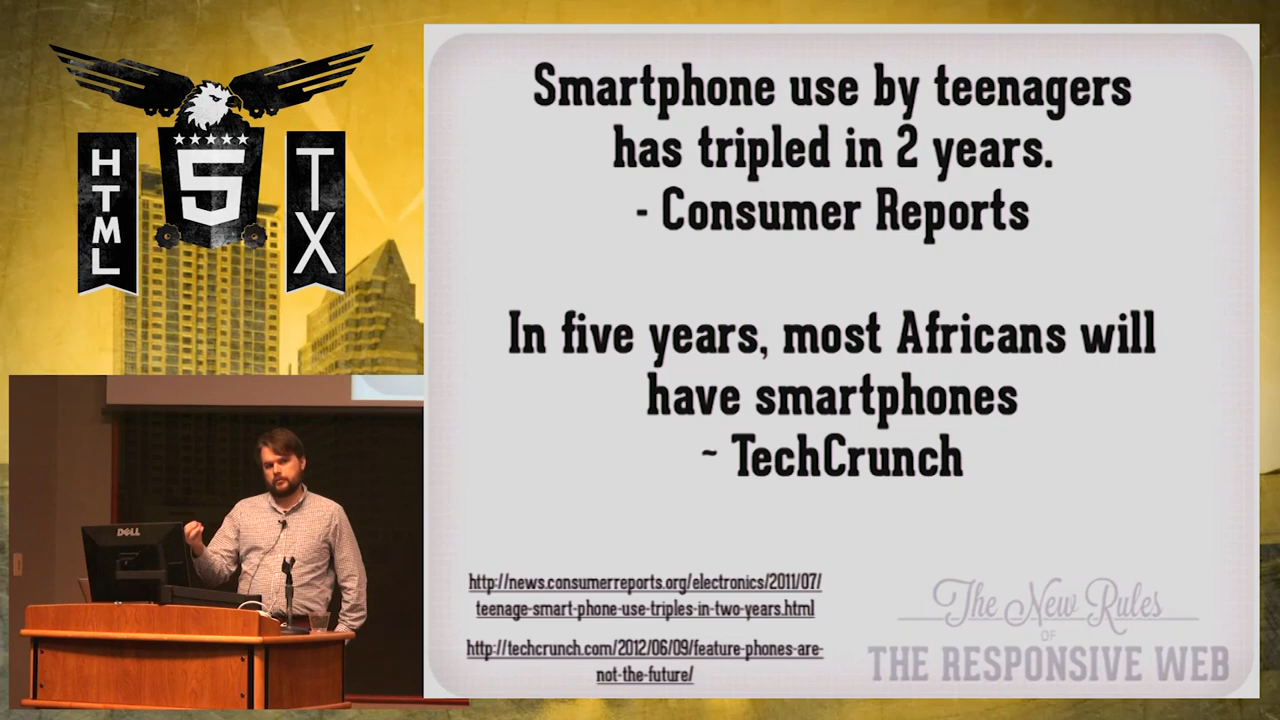 HTML
5
TX
DELL
Smartphone use by teenagers
has tripled in 2 years.
- Consumer Reports
In five years, most Africans will
have smartphones
~ TechCrunch
http://news.consumerreports.org/electronics/2011/07/
teenage-smart-phone-use-triples-in-two-years.html
http://techcrunch.com/2012/06/09/feature-phones-are-
not-the-future/
The New Rules
OF
THE RESPONSIVE WEB